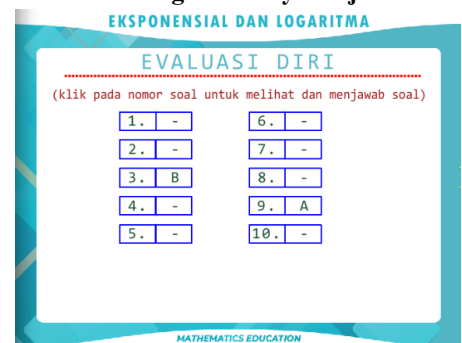 EKSPONENSIAL DAN LOGARITMA
EVALUASI DIRI
(klik pada nomor soal untuk melihat dan menjawab soal)
1. - 6. -
2. - 7. -
3. B 8. -
4. - 9. A
5. - 10. -
MATHEMATICS EDUCATION